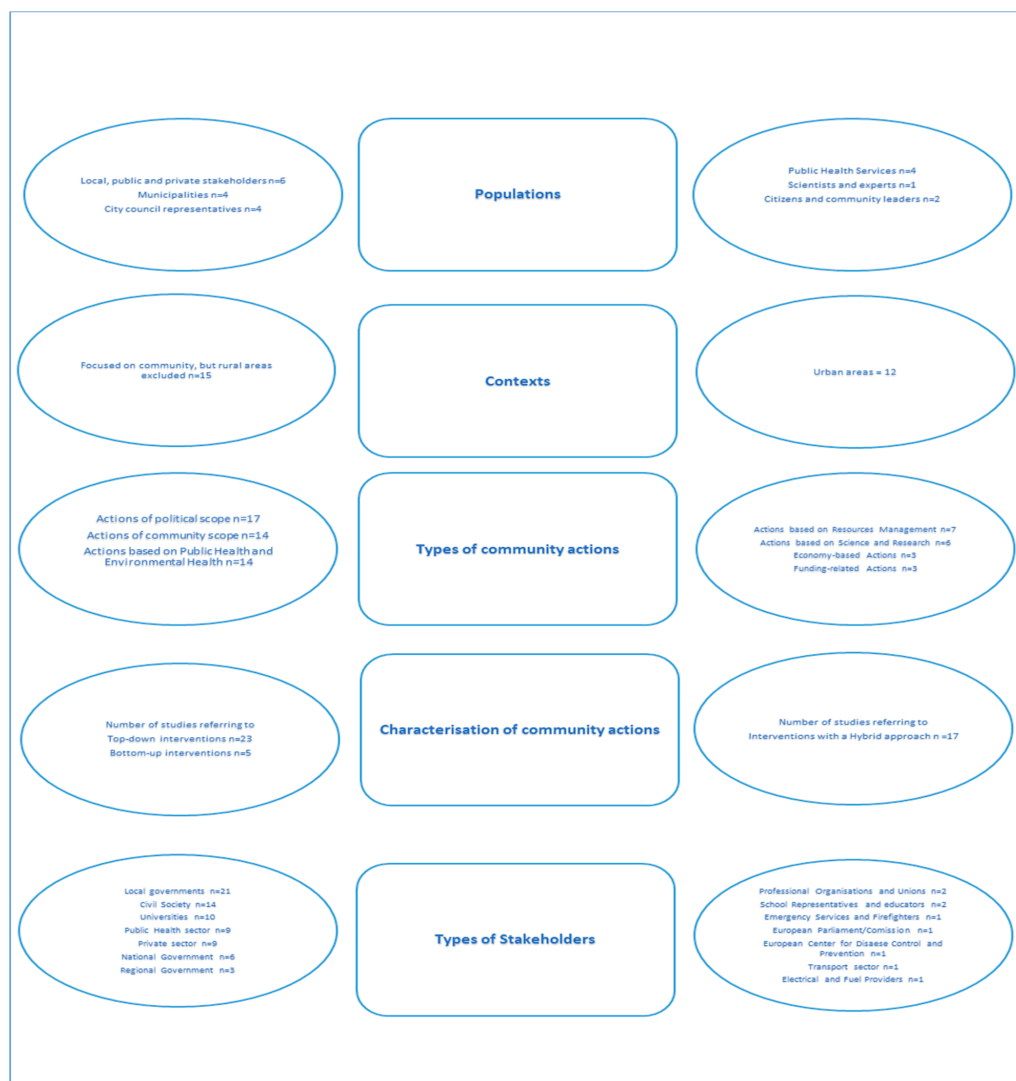 Local, public and private stakeholders n=6
Municipalities n=4
City council representatives n=4
Populations
Public Health Services n=4
Scientists and experts n=1
Citizens and community leaders n=2
Focused on community, but rural areas
excluded n=15
Contexts
Urban areas = 12
Actions of political scope n=17
Actions of community scope n=14
Actions based on Public Health and
Environmental Health n=14
Types of community actions
Actions based on Resources Management n=7
Actions based on Science and Research n=6
Economy-based Actions n=3
Funding-related Actions n=3
Number of studies referring to
Top-down interventions n=23
Bottom-up interventions n=5
Characterisation of community actions
Number of studies referring to
Interventions with a Hybrid approach n =17
Local governments n=21
Civil Society n=14
Universities n=10
Public Health sector n=9
Private sector n=9
National Government n=6
Regional Government n=3
Types of Stakeholders
Professional Organisations and Unions n=2
School Representatives and educators n=2
Emergency Services and Firefighters n=1
European Parliament/Comission n=1
European Center for Disaese Control and
Prevention n=1
Transport sector n=1
Electrical and Fuel Providers n=1